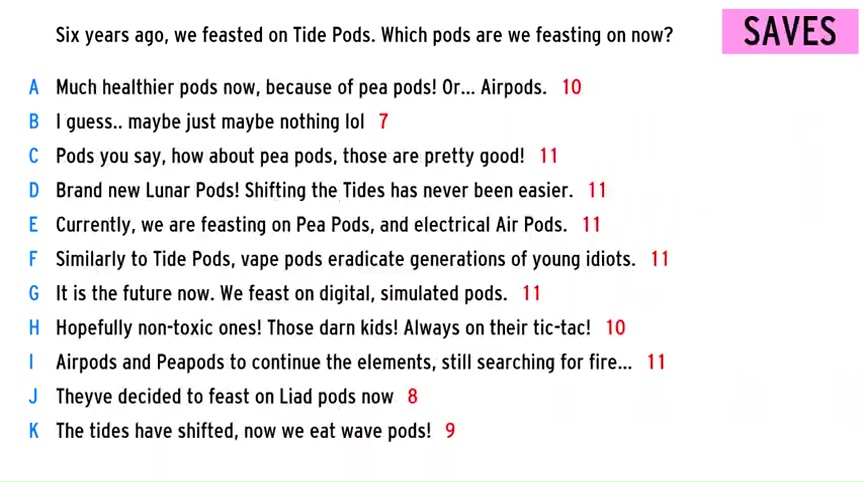 SAVES
Six years ago, we feasted on Tide Pods. Which pods are we feasting on now?
A Much healthier pods now, because of pea pods! Or... Airpods. 10
B I guess.. maybe just maybe nothing lol 7
C Pods you say, how about pea pods, those are pretty good! 11
D Brand new Lunar Pods! Shifting the Tides has never been easier. 11
E Currently, we are feasting on Pea Pods, and electrical Air Pods. 11
F Similarly to Tide Pods, vape pods eradicate generations of young idiots. 11
G It is the future now. We feast on digital, simulated pods. 11
H Hopefully non-toxic ones! Those darn kids! Always on their tic-tac! 10
I Airpods and Peapods to continue the elements, still searching for fire... 11
J Theyve decided to feast on Liad pods now 8
K The tides have shifted, now we eat wave pods! 9